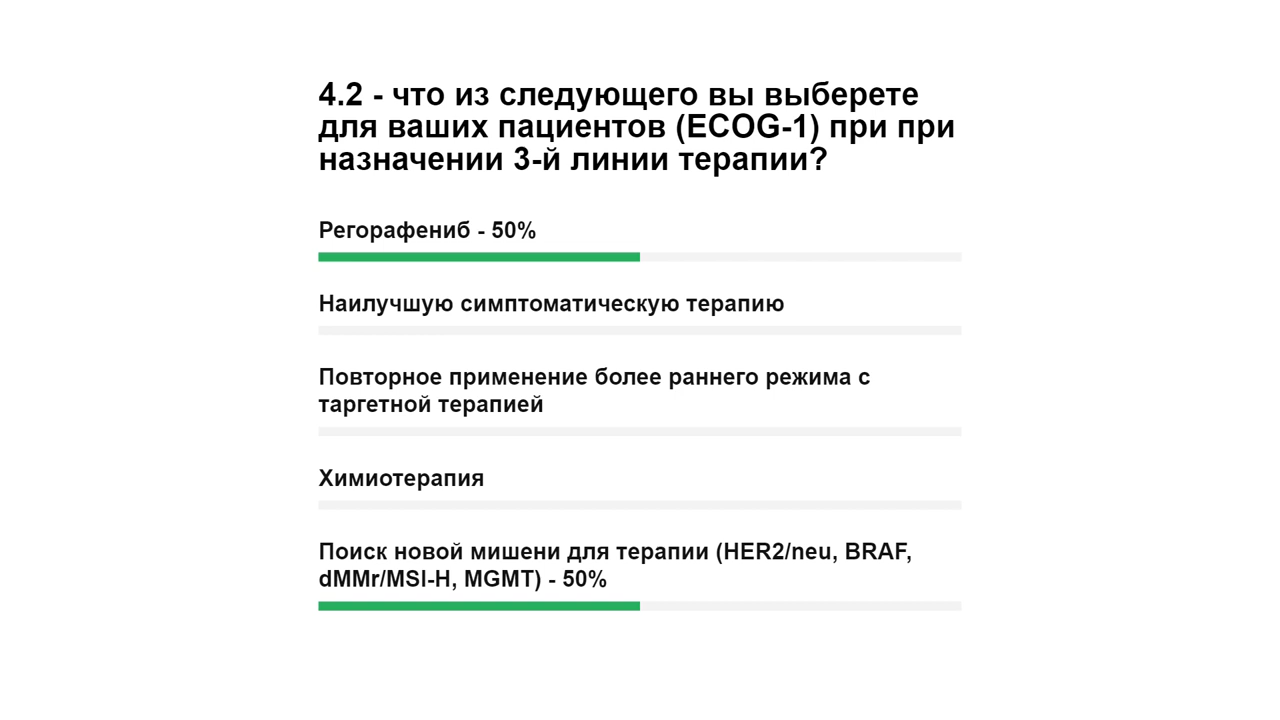 4.2 - что из следующего вы выберете
для ваших пациентов (ECOG-1) при при
назначении 3-й линии терапии?
Регорафениб - 50%
Наилучшую симптоматическую терапию
Повторное применение более раннего режима с
таргетной терапией
Химиотерапия
Поиск новой мишени для терапии (HER2/neu, BRAF,
dMMr/MSI-H, MGMT) - 50%